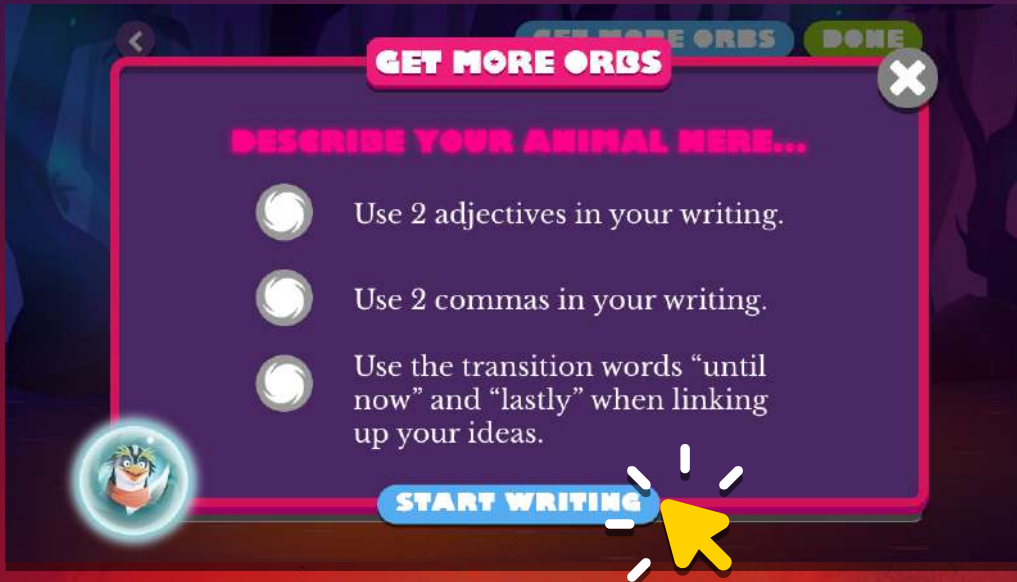 GET MORE ORBS
DONE
GET MORE ORBS
DESCRIBE YOUR ANIMAL HERE...
Use 2 adjectives in your writing.
Use 2 commas in your writing.
Use the transition words “until
now” and “lastly” when linking
up your ideas.
START WRITING